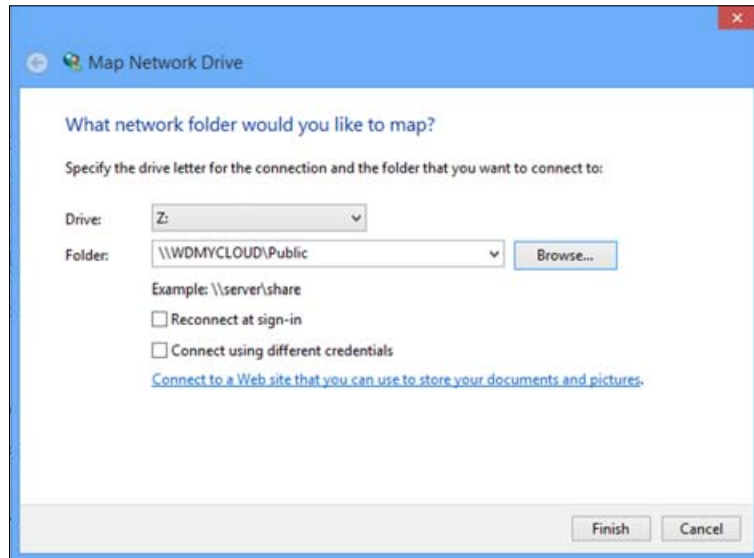 Map Network Drive
What network folder would you like to map?
Specify the drive letter for the connection and the folder that you want to connect to:
Drive: Z:
Folder: \\WDMYCLOUD\Public Browse...
Example: \\server\share
Reconnect at sign-in
Connect using different credentials
Connect to a Web site that you can use to store your documents and pictures.
Finish Cancel